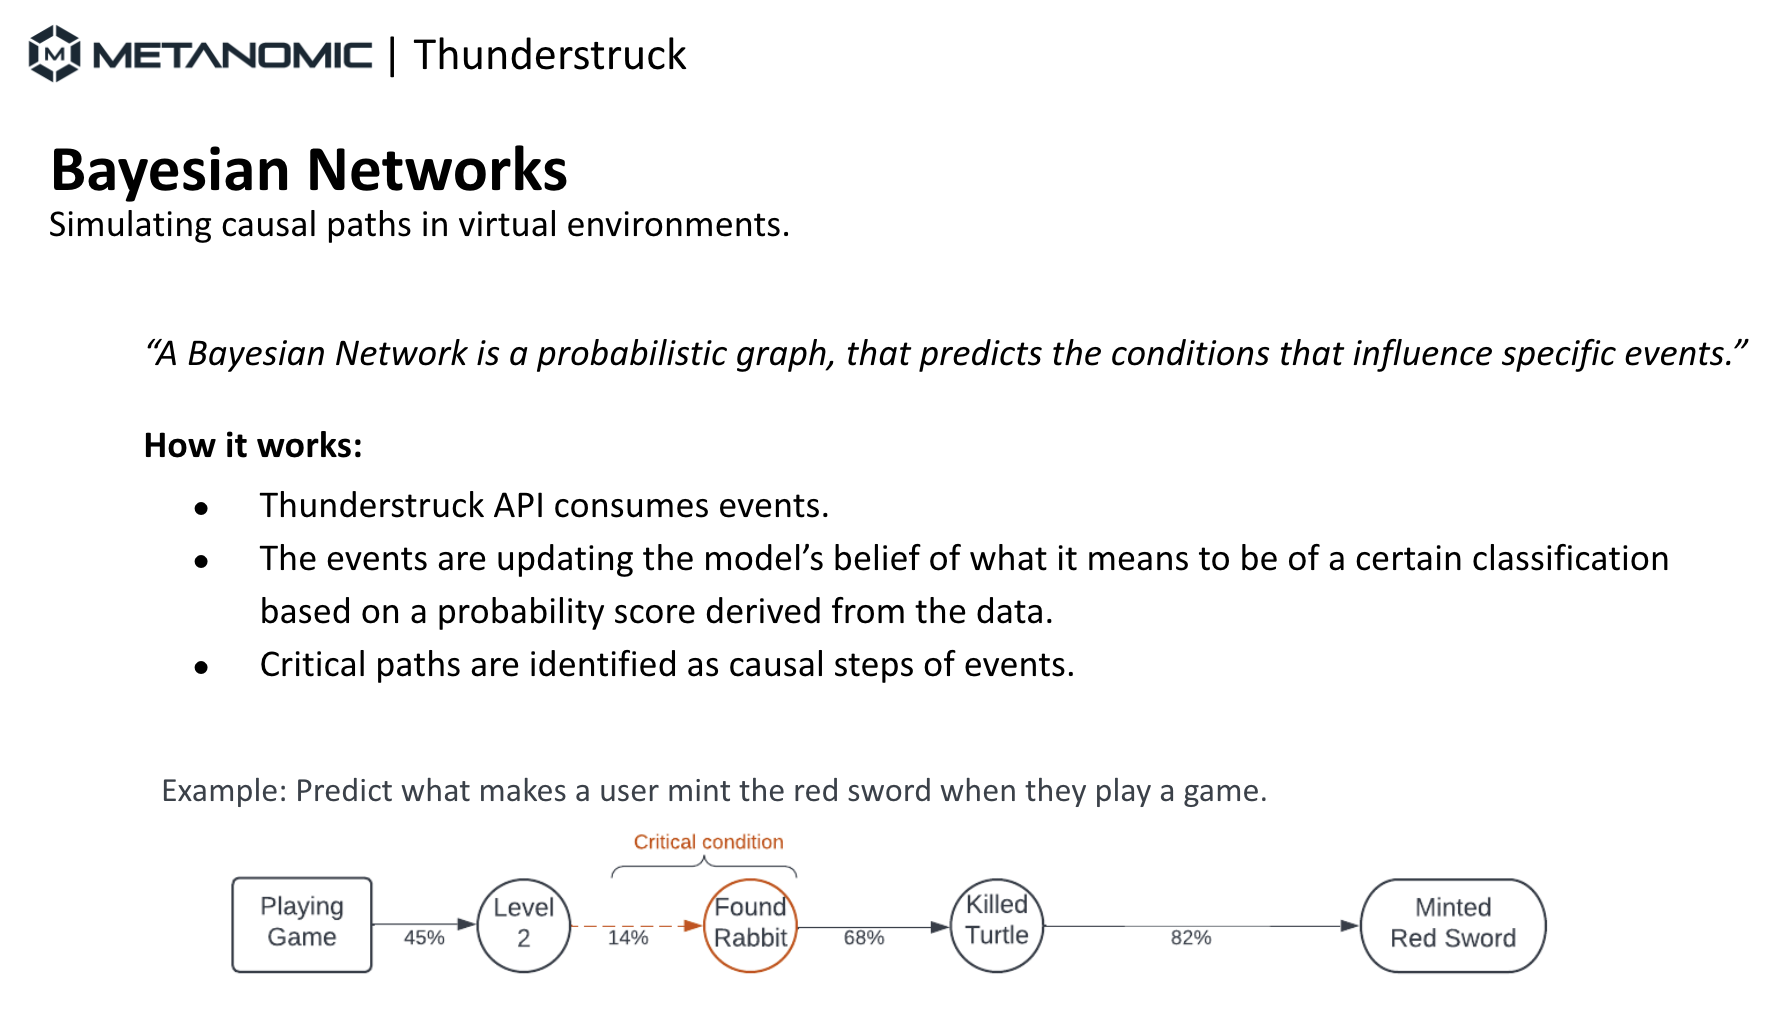 METANOMIC | Thunderstruck
Bayesian Networks
Simulating causal paths in virtual environments.
“A Bayesian Network is a probabilistic graph, that predicts the conditions that influence specific events.”
How it works:
● Thunderstruck API consumes events.
● The events are updating the model’s belief of what it means to be of a certain classification
based on a probability score derived from the data.
● Critical paths are identified as causal steps of events.
Example: Predict what makes a user mint the red sword when they play a game.
Critical condition
Playing
Game
45%
Level
2
14%
Found
Rabbit
68%
Killed
Turtle
82%
Minted
Red Sword